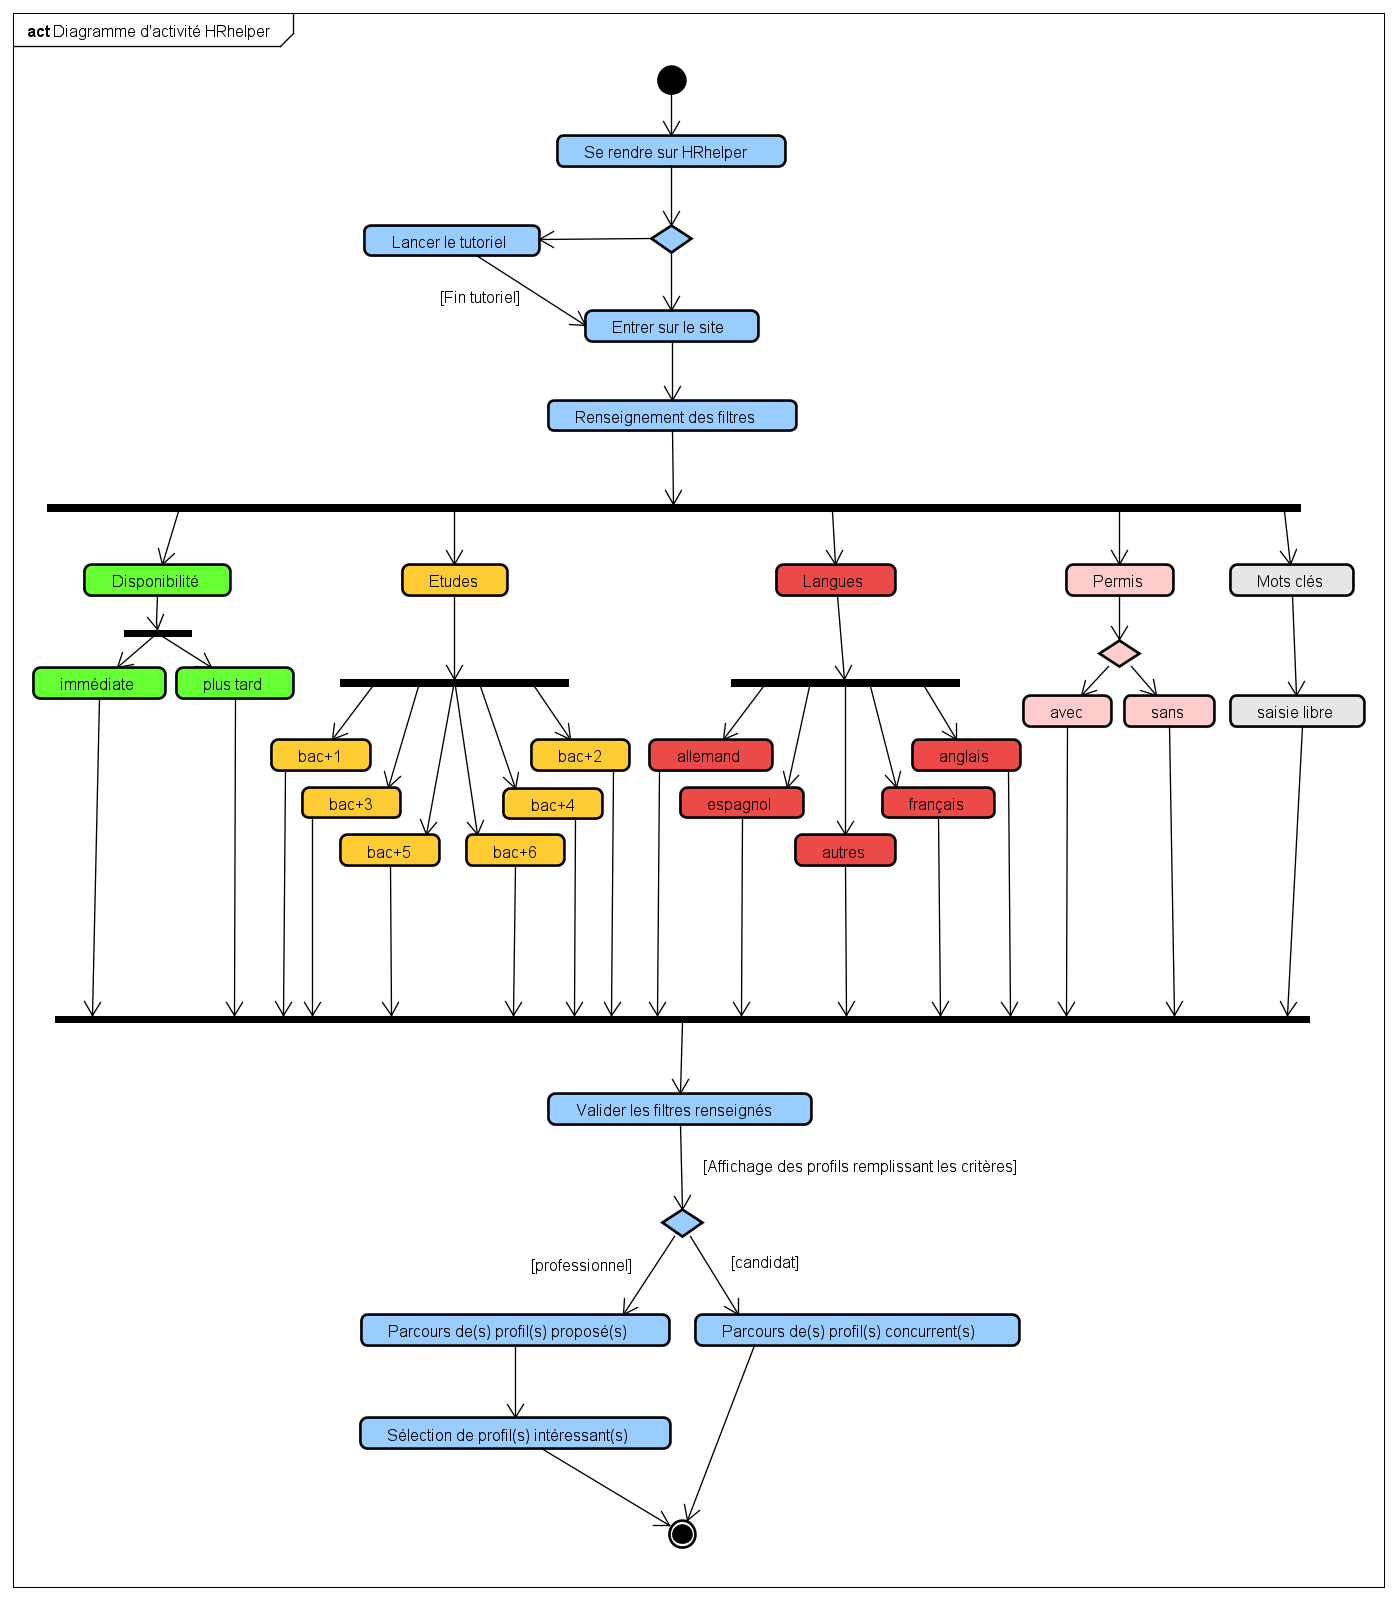 act Diagramme d'activité HRhelper
Se rendre sur HRhelper
Lancer le tutoriel
[Fin tutoriel]
Entrer sur le site
Renseignement des filtres
Disponibilité
Etudes
Langues
Permis
Mots clés
immédiate
plus tard
avec
sans
saisie libre
bac+1
bac+2
allemand
anglais
bac+3
bac+4
espagnol
français
bac+5
bac+6
autres
Valider les filtres renseignés
[Affichage des profils remplissant les critères]
[professionnel]
[candidat]
Parcours de(s) profil(s) proposé(s)
Parcours de(s) profil(s) concurrent(s)
Sélection de profil(s) intéressant(s)